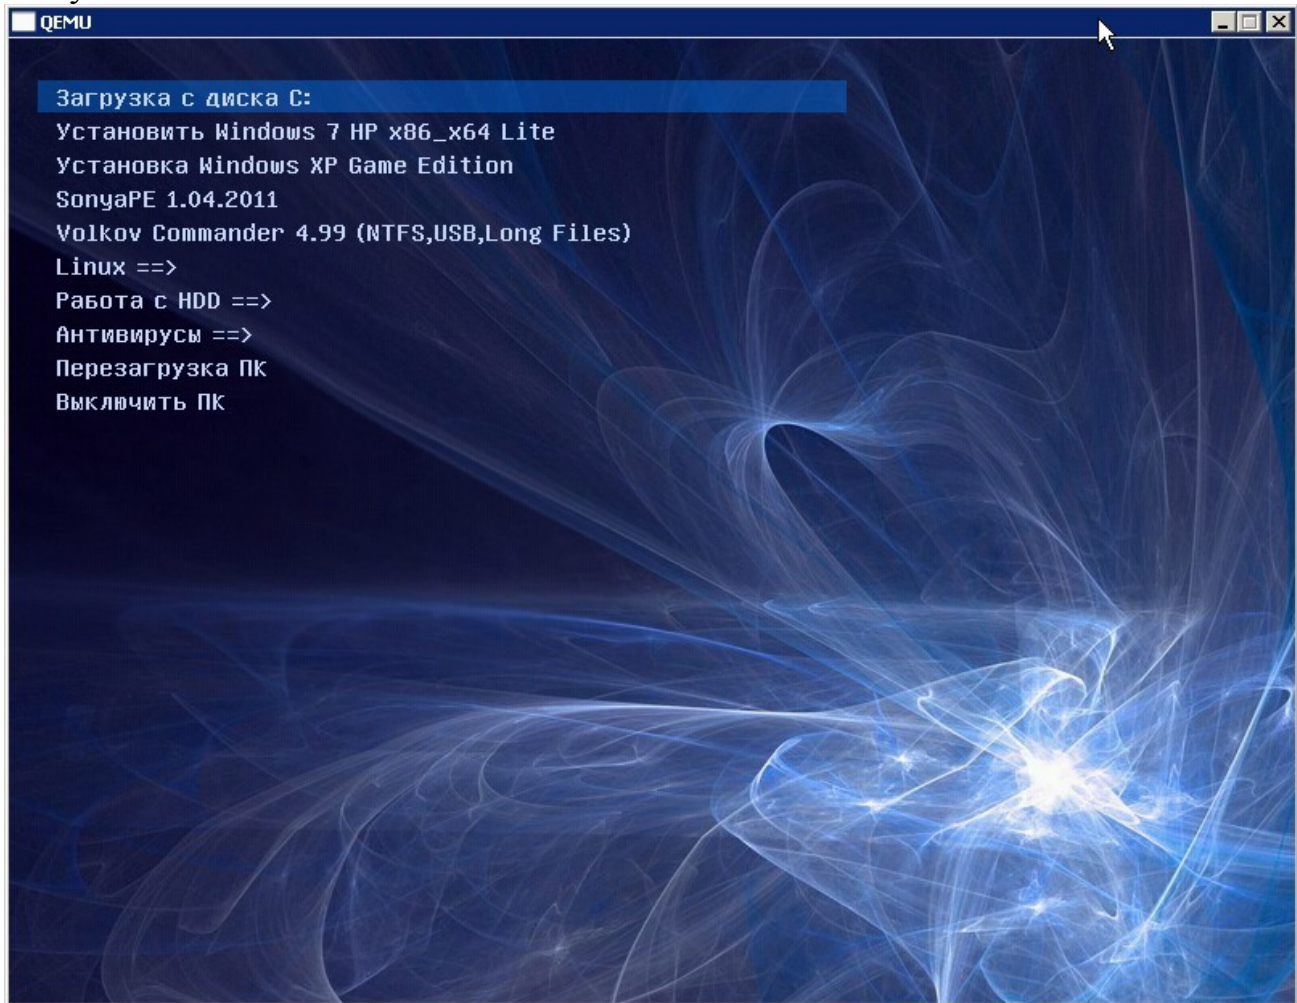 QEMU
Загрузка с диска C:
Установить Windows 7 HP x86_x64 Lite
Установка Windows XP Game Edition
SonyaPE 1.04.2011
Volkov Commander 4.99 (NTFS,USB,Long Files)
Linux ==>
Работа с HDD ==>
Антивирусы ==>
Перезагрузка ПК
Выключить ПК